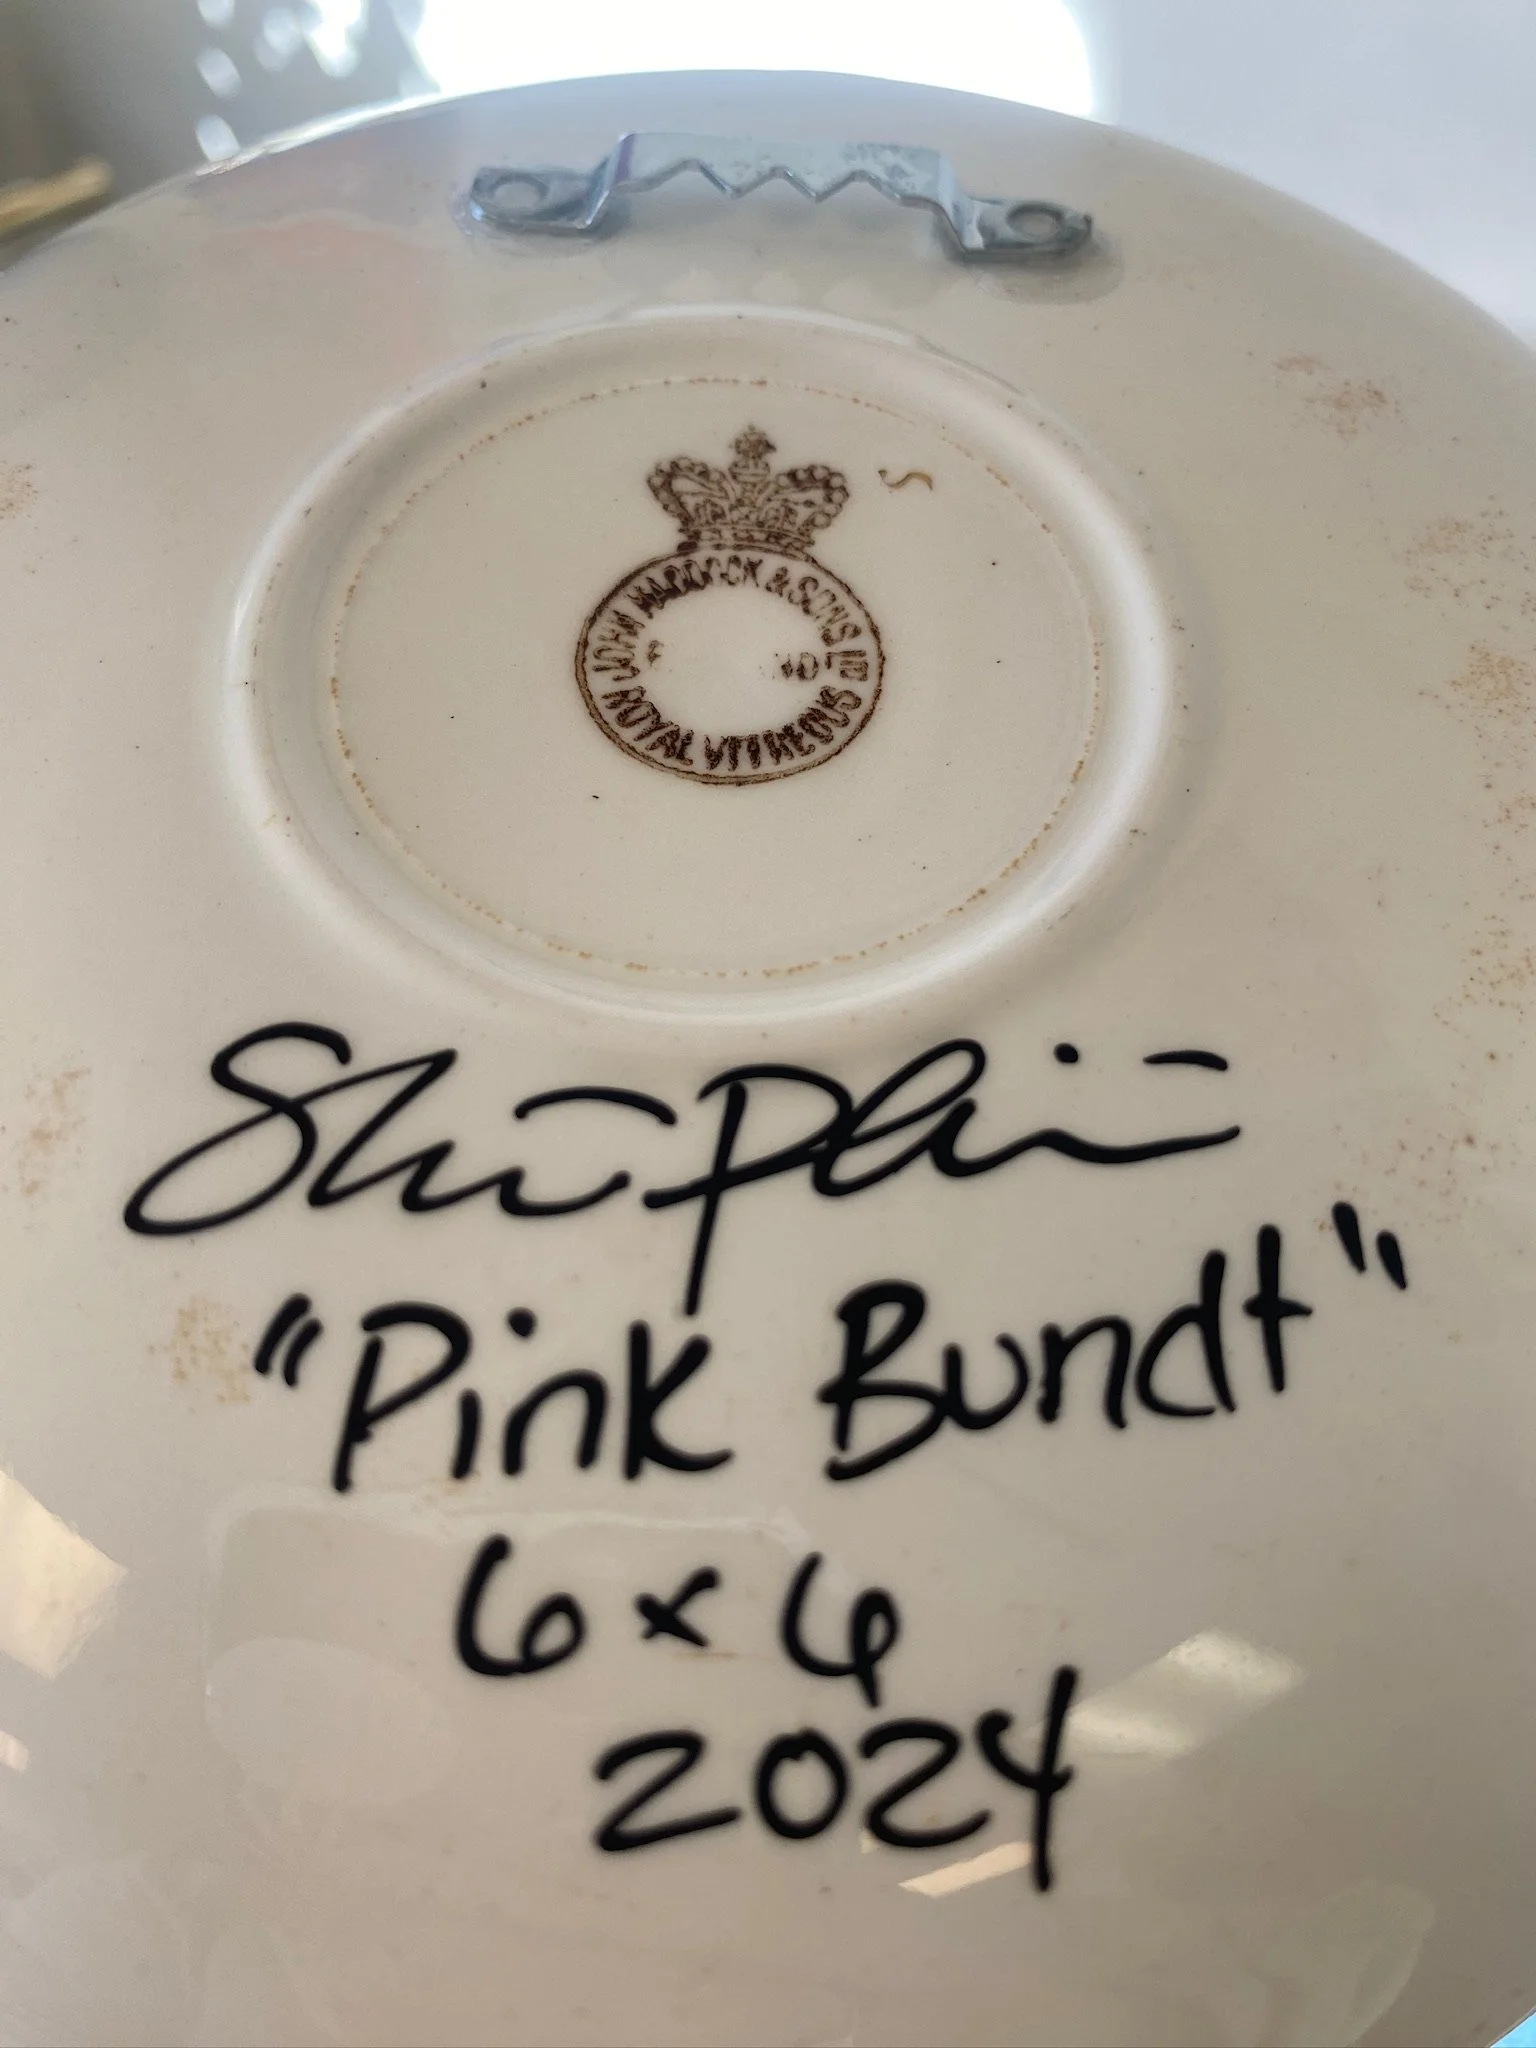 JOHN MADDOCK & SONS LTD
ROYAL VITREOUS
"Pink Bundt"
6 x 6
2024